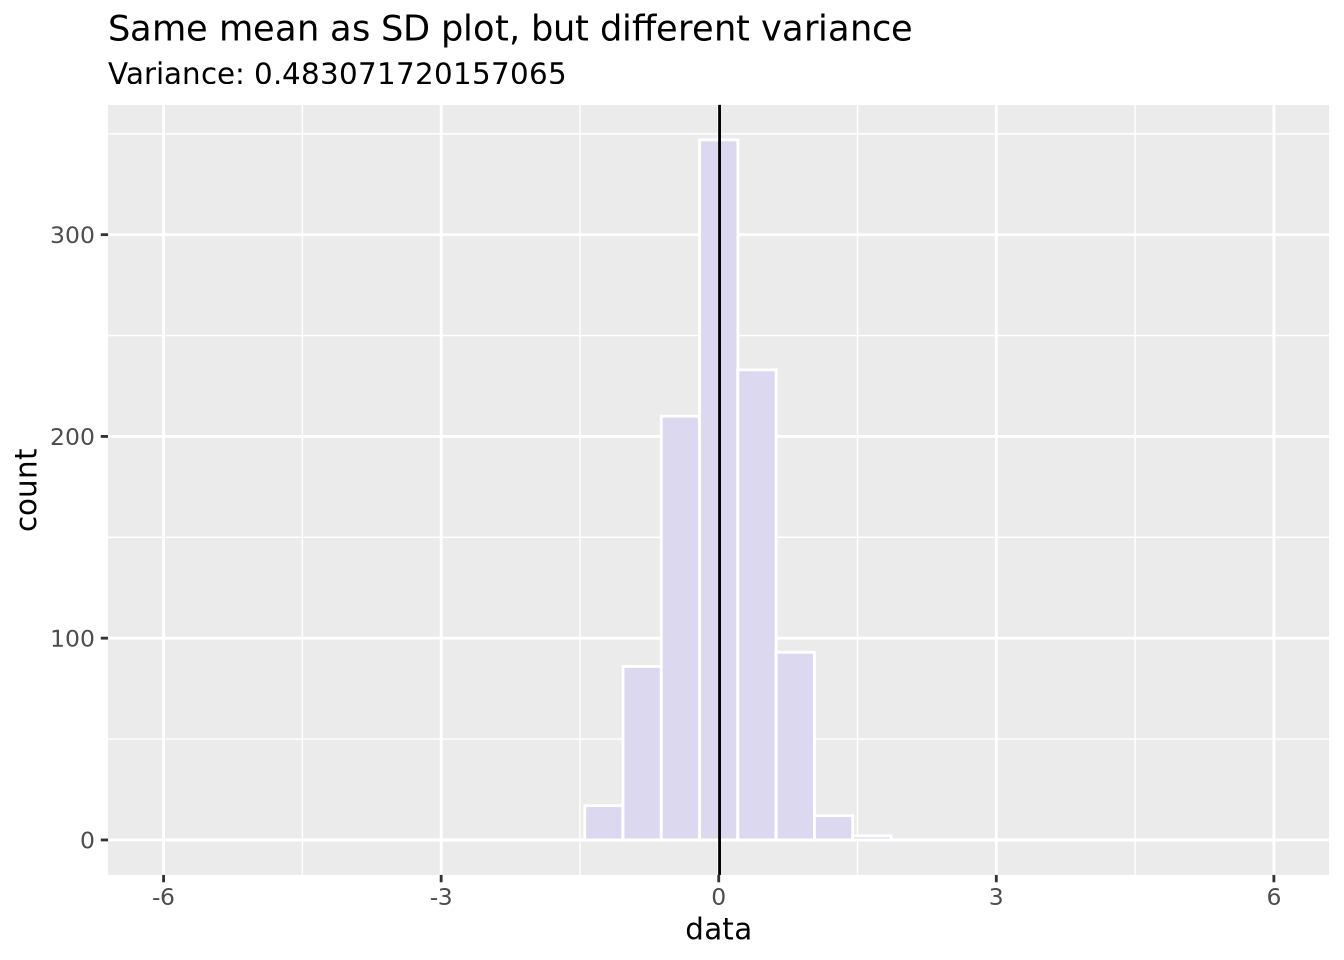 Same mean as SD plot, but different variance
Variance: 0.483071720157065
300
200
100
0
count
-6
-3
0
3
6
data